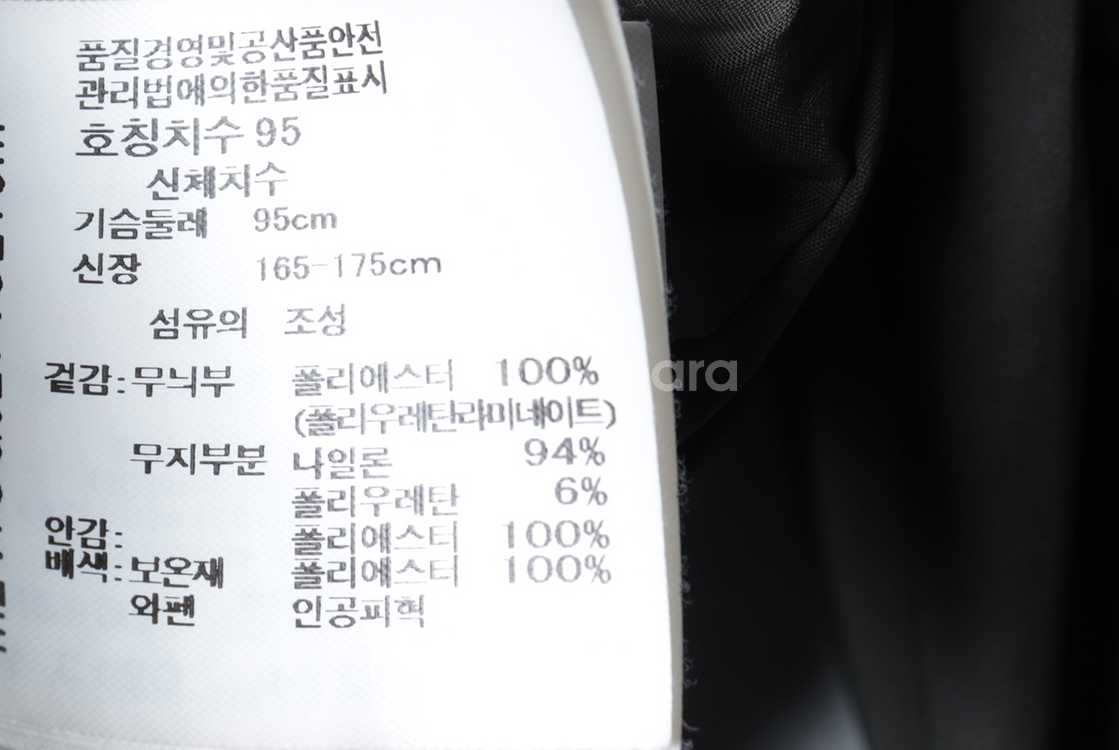 품질경영및공산품안전
관리법에의한품질표시
호칭치수 95
신체치수
가슴둘레 95cm
신장 165-175cm
섬유의 조성
겉감: 무늬부 폴리에스터 100%
(폴리우레탄라미네이트)
무지부분 나일론 94%
폴리우레탄 6%
안감: 폴리에스터 100%
배색: 보온재 폴리에스터 100%
와펜 인공피혁
ara